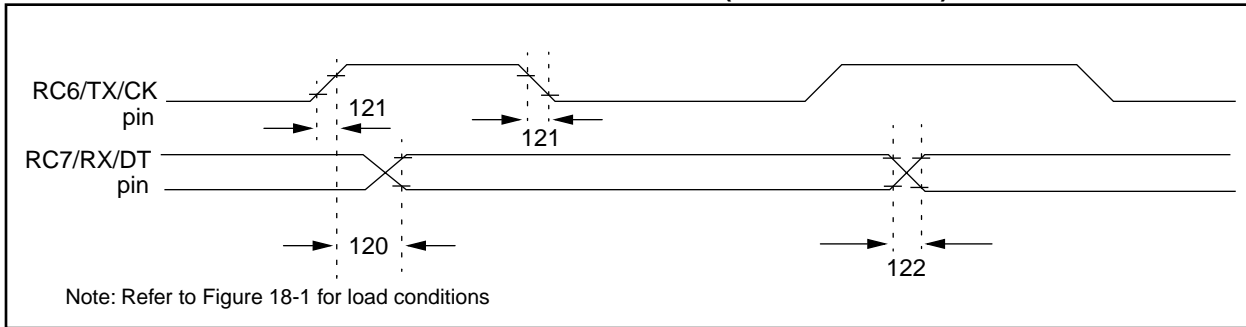 RC6/TX/CK
pin
121
121
RC7/RX/DT
pin
120
122
Note: Refer to Figure 18-1 for load conditions